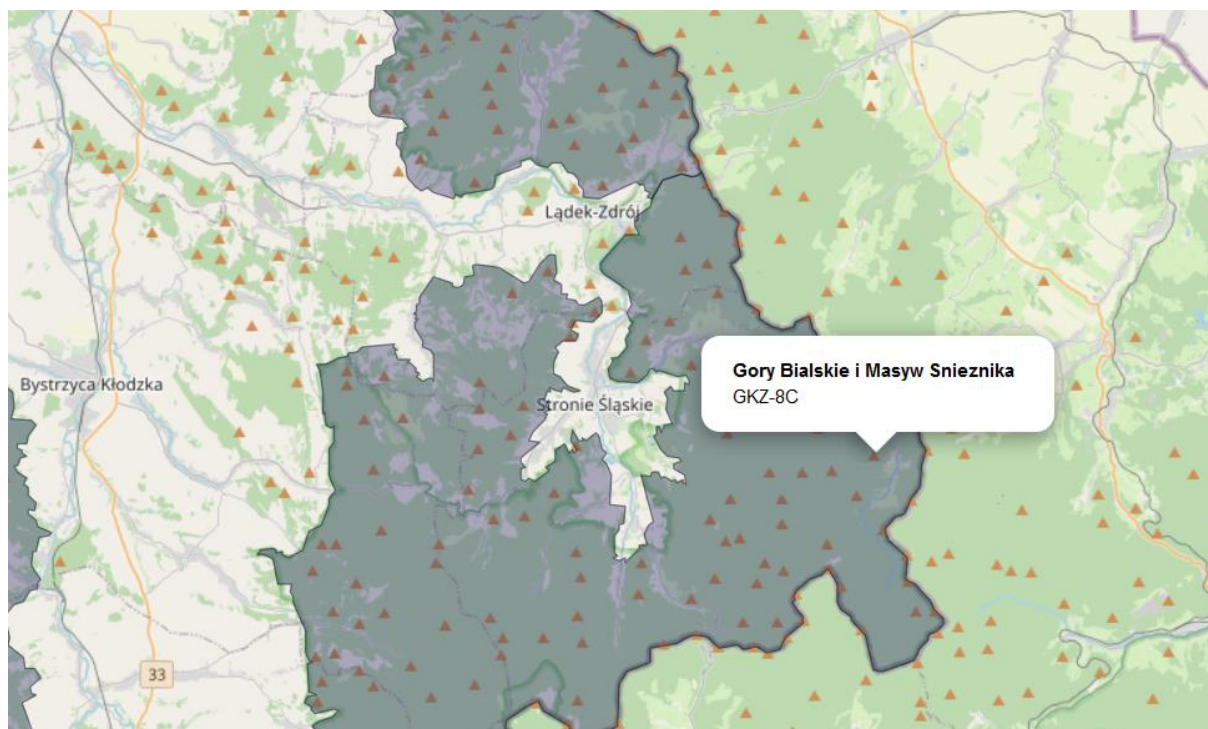 Lądek-Zdrój
Gory Bialskie i Masyw Snieznika
GKZ-8C
Bystrzyca Kłodzka
Stronie Śląskie
33